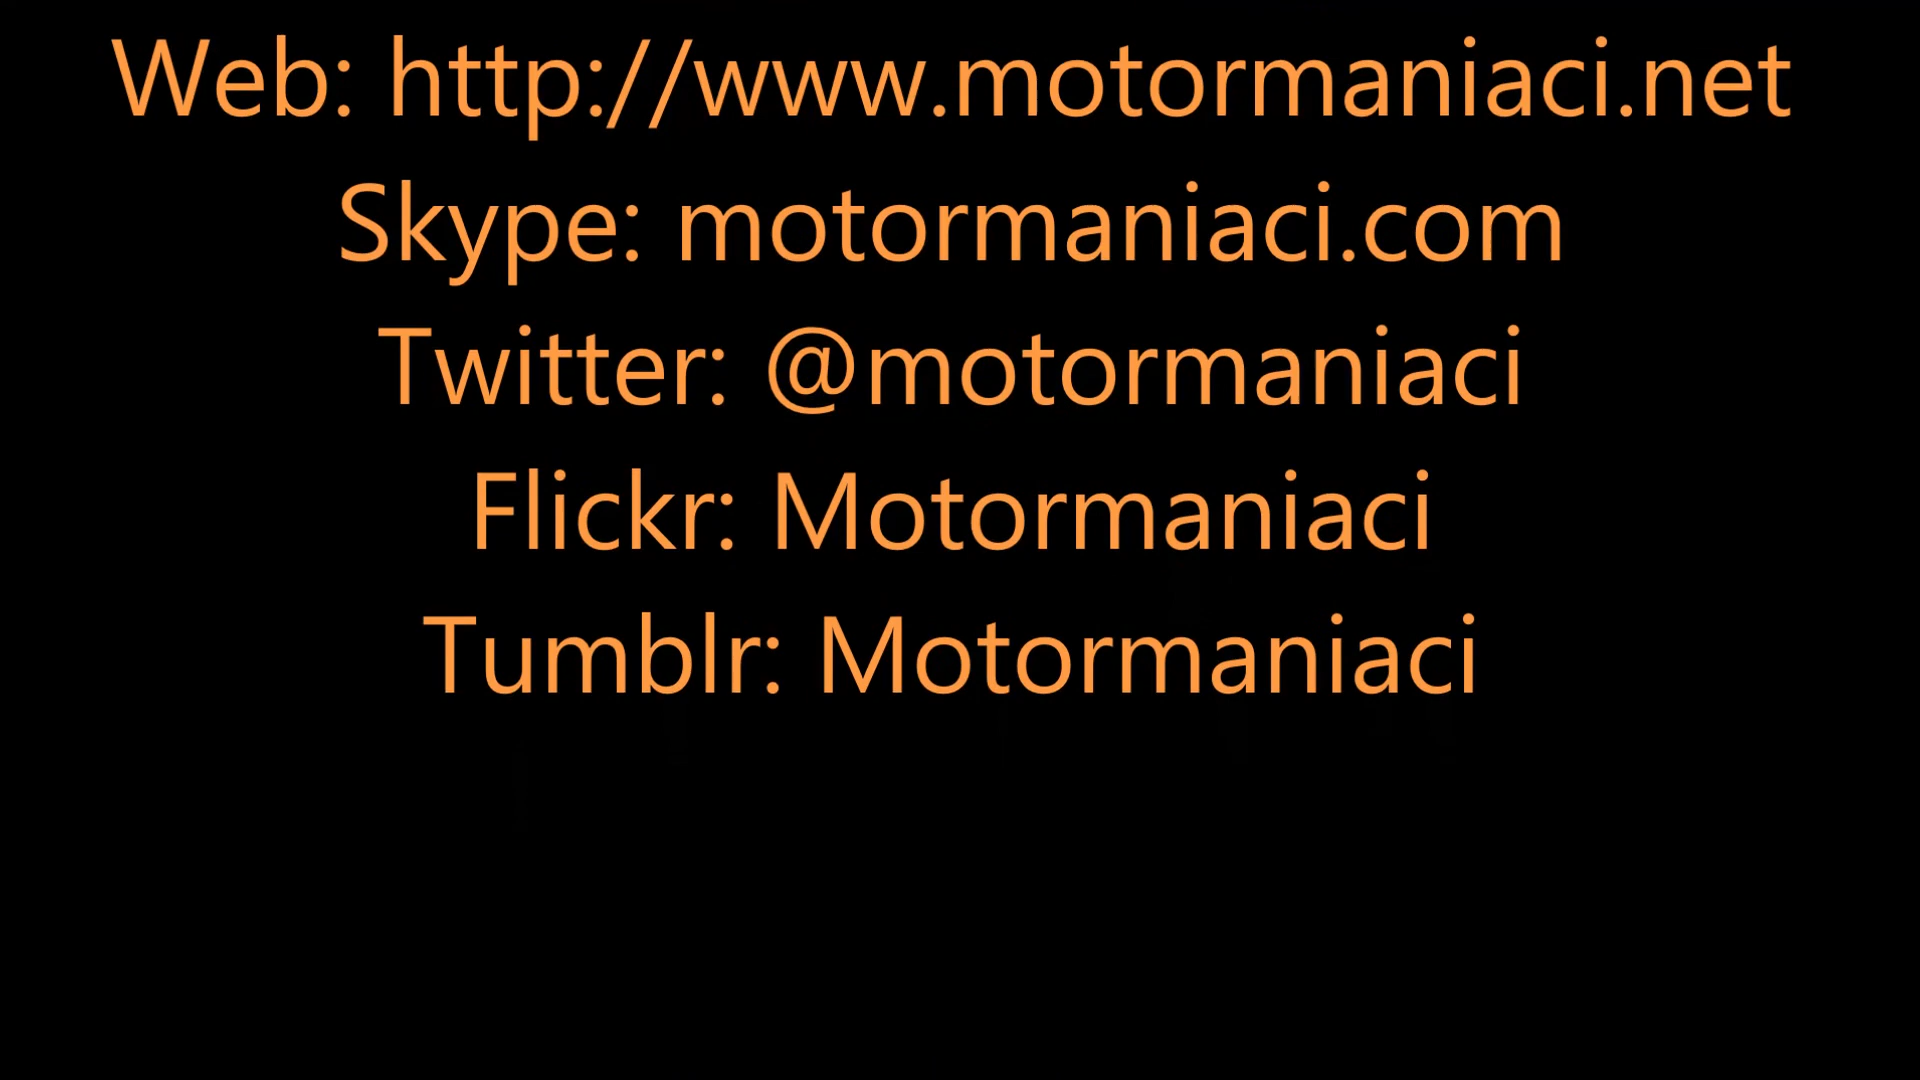 Web: http://www.motormaniaci.net
Skype: motormaniaci.com
Twitter: @motormaniaci
Flickr: Motormaniaci
Tumblr: Motormaniaci